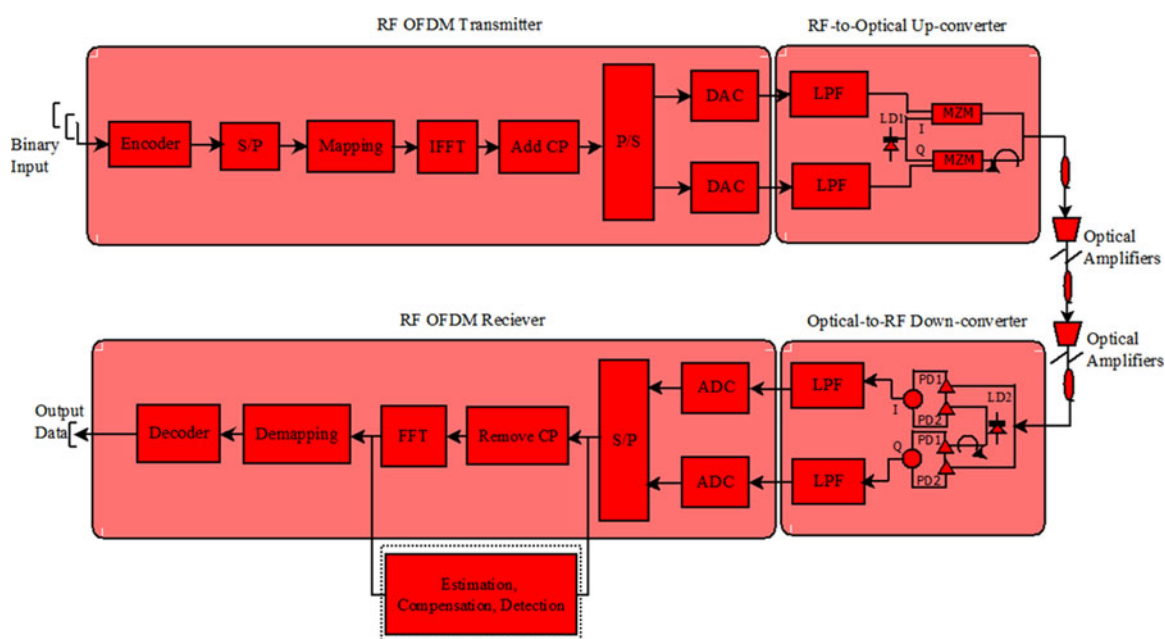 RF OFDM Transmitter
RF-to-Optical Up-converter
Binary
Input
Encoder
S/P
Mapping
IFFT
Add CP
P/S
DAC
DAC
LPF
LPF
LD1
I
Q
MZM
MZM
Optical
Amplifiers
Optical
Amplifiers
RF OFDM Reciever
Optical-to-RF Down-converter
Output
Data
Decoder
Demapping
FFT
Remove CP
S/P
ADC
ADC
LPF
LPF
I
Q
PD1
PD2
PD1
PD2
LD2
Estimation,
Compensation, Detection